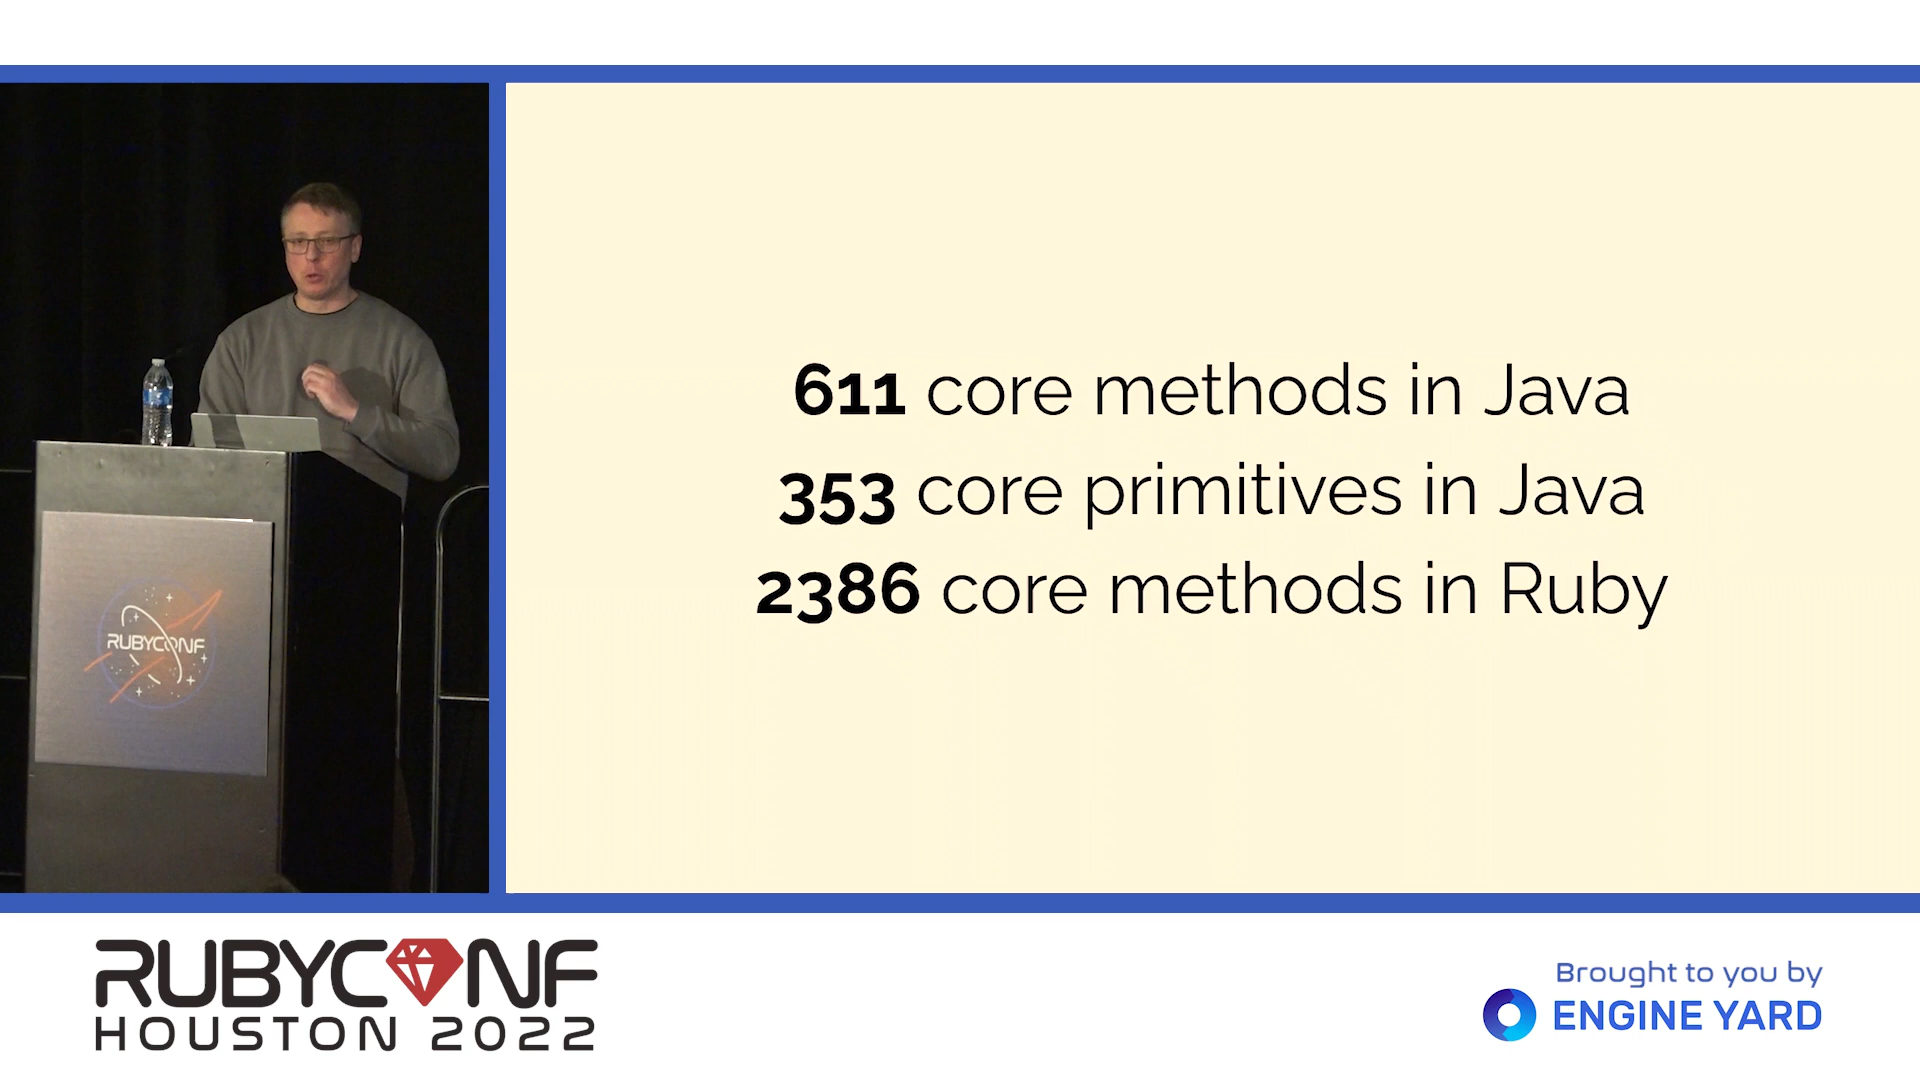 611 core methods in Java
353 core primitives in Java
2386 core methods in Ruby
RUBYCONF
RUBYCONF
HOUSTON 2022
Brought to you by
ENGINE YARD